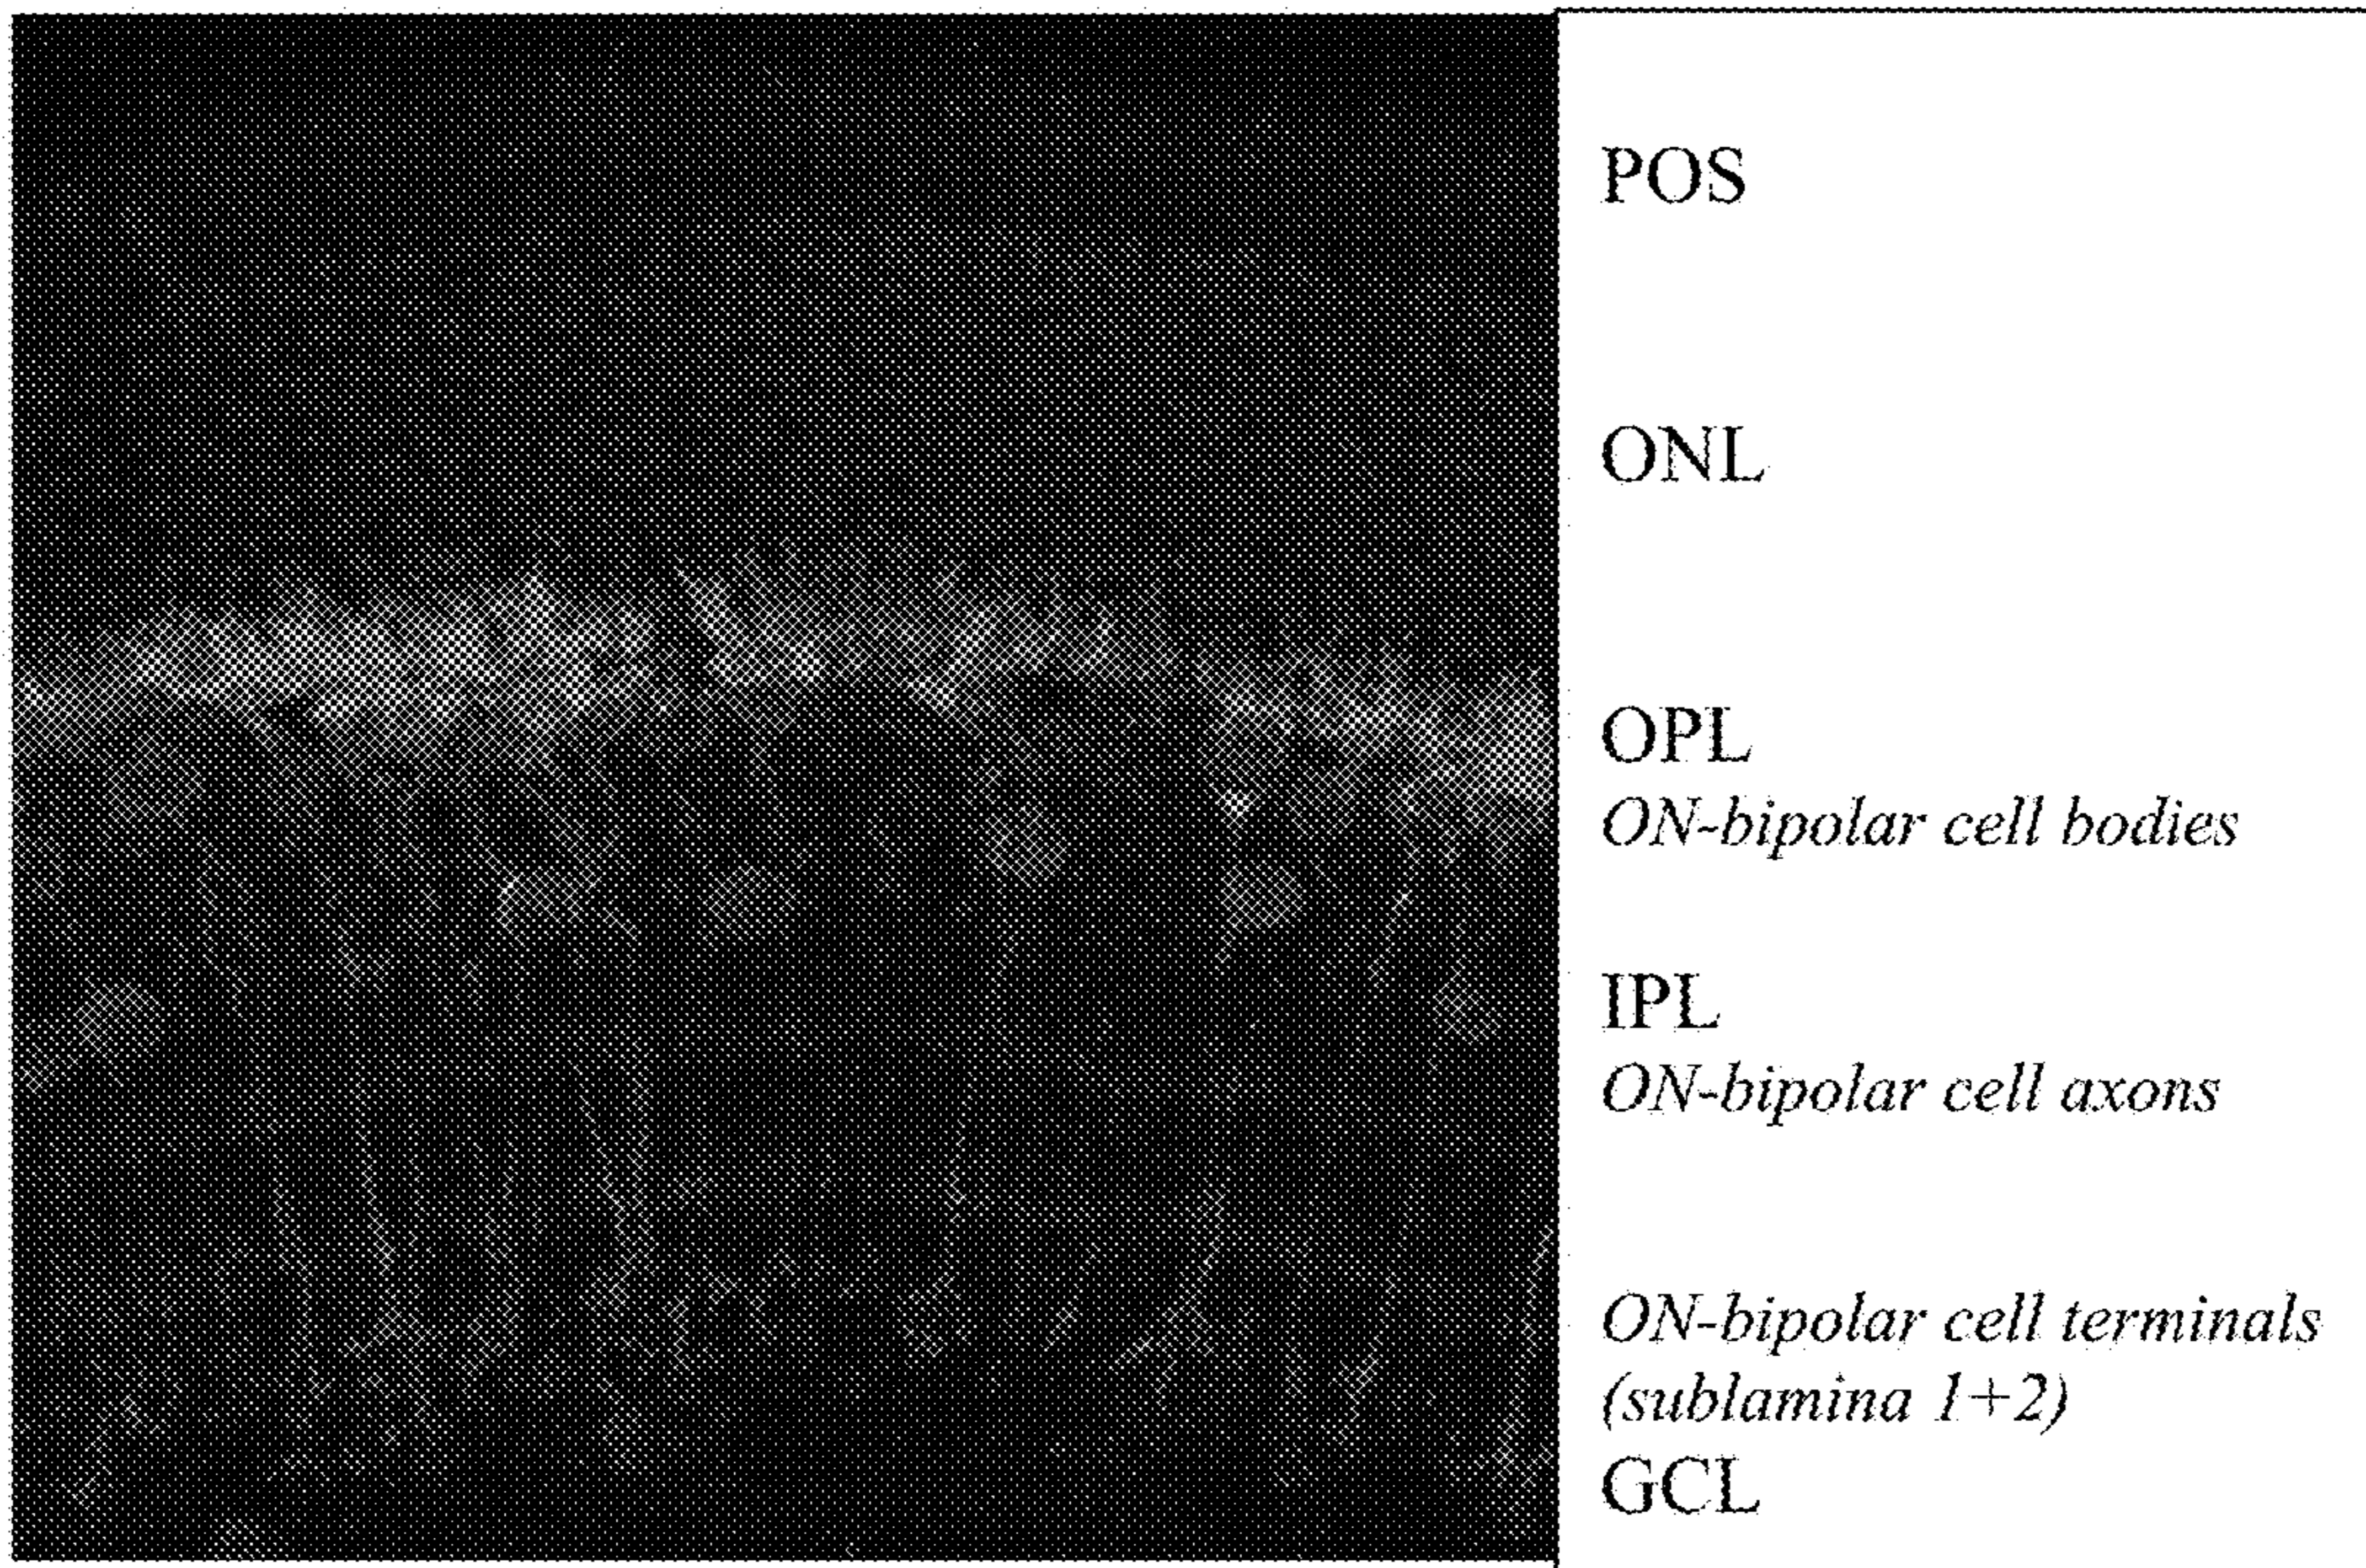 POS
ONL
OPL
ON-bipolar cell bodies
IPL
ON-bipolar cell axons
ON-bipolar cell terminals
(sublamina 1+2)
GCL